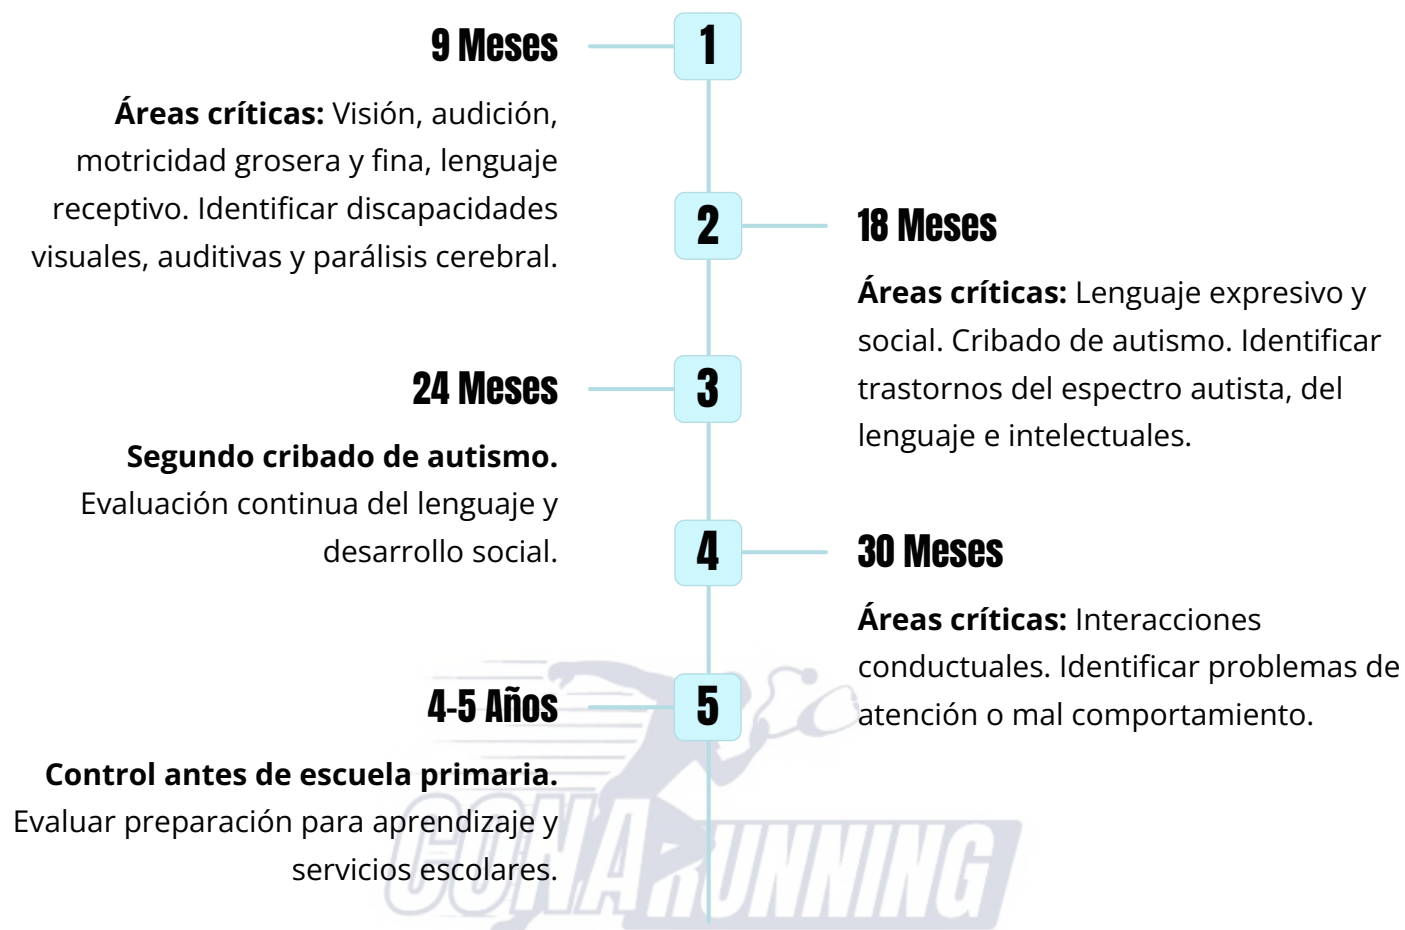 1
9 Meses
Áreas críticas: Visión, audición,
motricidad grosera y fina, lenguaje
receptivo. Identificar discapacidades
visuales, auditivas y parálisis cerebral.
2
18 Meses
Áreas críticas: Lenguaje expresivo y
social. Cribado de autismo. Identificar
trastornos del espectro autista, del
lenguaje e intelectuales.
3
24 Meses
Segundo cribado de autismo.
Evaluación continua del lenguaje y
desarrollo social.
4
30 Meses
Áreas críticas: Interacciones
conductuales. Identificar problemas de
atención o mal comportamiento.
5
4-5 Años
Control antes de escuela primaria.
Evaluar preparación para aprendizaje y
servicios escolares.
CONARUNNING